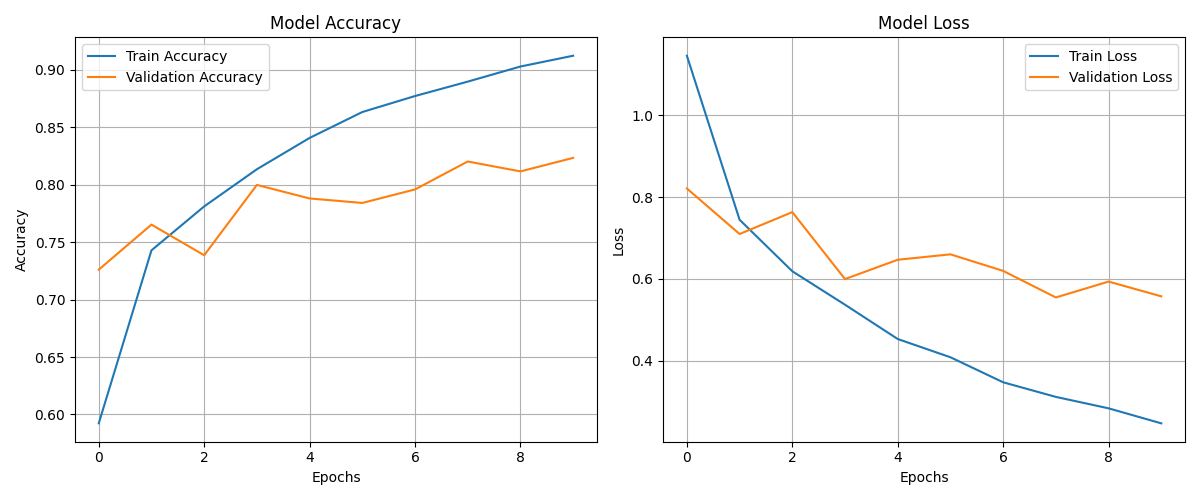 Model Accuracy
Train Accuracy
Validation Accuracy
0.90
0.85
0.80
0.75
0.70
0.65
0.60
Accuracy
0 2 4 6 8
Epochs
Model Loss
Train Loss
Validation Loss
1.0
0.8
0.6
0.4
Loss
0 2 4 6 8
Epochs